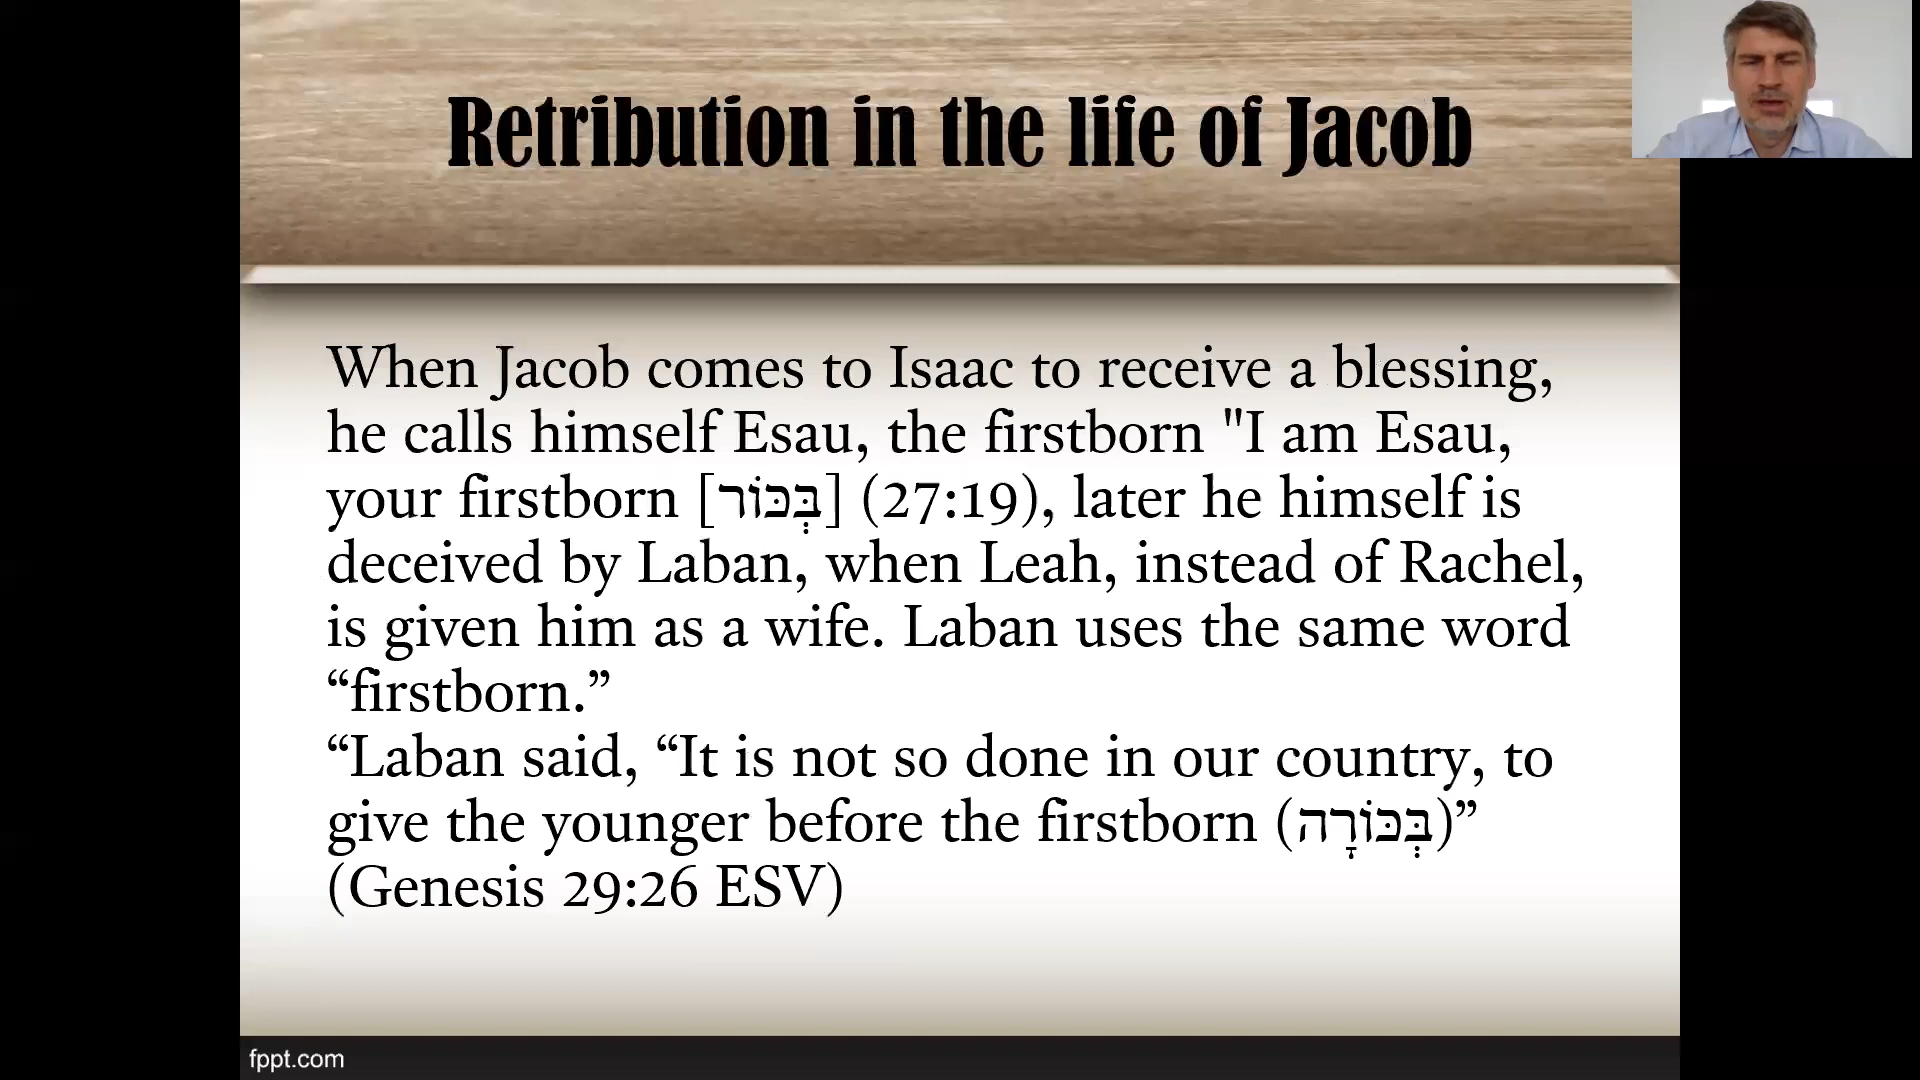 Retribution in the life of Jacob
When Jacob comes to Isaac to receive a blessing,
he calls himself Esau, the firstborn "I am Esau,
your firstborn [בְּכּוֹר] (27:19), later he himself is
deceived by Laban, when Leah, instead of Rachel,
is given him as a wife. Laban uses the same word
“firstborn.”
“Laban said, “It is not so done in our country, to
give the younger before the firstborn (בְּכּוֹרָה)”
(Genesis 29:26 ESV)
fppt.com